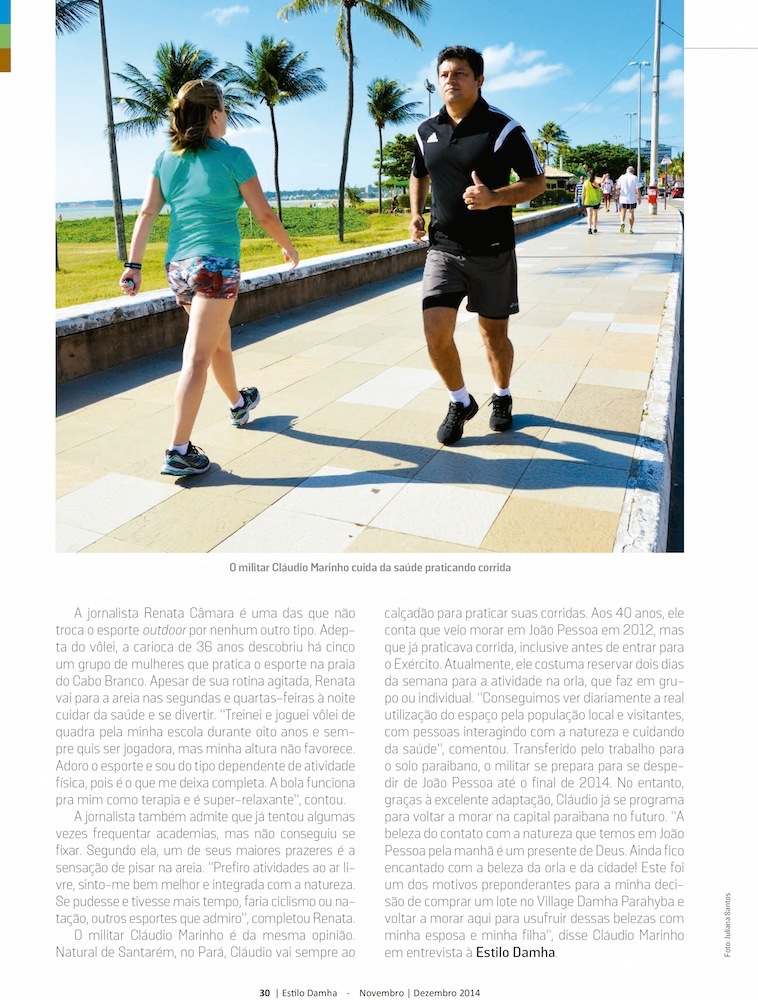 O militar Cláudio Marinho cuida da saúde praticando corrida
A jornalista Renata Câmara é uma das que não
troca o esporte outdoor por nenhum outro tipo. Adep-
ta do vôlei, a carioca de 36 anos descobriu há cinco
um grupo de mulheres que pratica o esporte na praia
do Cabo Branco. Apesar de sua rotina agitada, Renata
vai para a areia nas segundas e quartas-feiras à noite
cuidar da saúde e se divertir. "Treinei e joguei vôlei de
quadra pela minha escola durante oito anos e sem-
pre quis ser jogadora, mas minha altura não favorece.
Adoro o esporte e sou do tipo dependente de atividade
física, pois é o que me deixa completa. A bola funciona
pra mim como terapia e é super-relaxante", contou.
A jornalista também admite que já tentou algumas
vezes frequentar academias, mas não conseguiu se
fixar. Segundo ela, um de seus maiores prazeres é a
sensação de pisar na areia. "Prefiro atividades ao ar li-
vre, sinto-me bem melhor e integrada com a natureza.
Se pudesse e tivesse mais tempo, faria ciclismo ou na-
tação, outros esportes que admiro", completou Renata.
O militar Cláudio Marinho é da mesma opinião.
Natural de Santarém, no Pará, Cláudio vai sempre ao
calçadão para praticar suas corridas. Aos 40 anos, ele
conta que veio morar em João Pessoa em 2012, mas
que já praticava corrida, inclusive antes de entrar para
o Exército. Atualmente, ele costuma reservar dois dias
da semana para a atividade na orla, que faz em gru-
po ou individual. "Conseguimos ver diariamente a real
utilização do espaço pela população local e visitantes,
com pessoas interagindo com a natureza e cuidando
da saúde", comentou. Transferido pelo trabalho para
o solo paraibano, o militar se prepara para se despe-
dir de João Pessoa até o final de 2014. No entanto,
graças à excelente adaptação, Cláudio já se programa
para voltar a morar na capital paraibana no futuro. "A
beleza do contato com a natureza que temos em João
Pessoa pela manhã é um presente de Deus. Ainda fico
encantado com a beleza da orla e da cidade! Este foi
um dos motivos preponderantes para a minha deci-
são de comprar um lote no Village Damha Parahyba e
voltar a morar aqui para usufruir dessas belezas com
minha esposa e minha filha", disse Cláudio Marinho
em entrevista à Estilo Damha.
Foto: Juliana Santos
30 | Estilo Damha - Novembro | Dezembro 2014